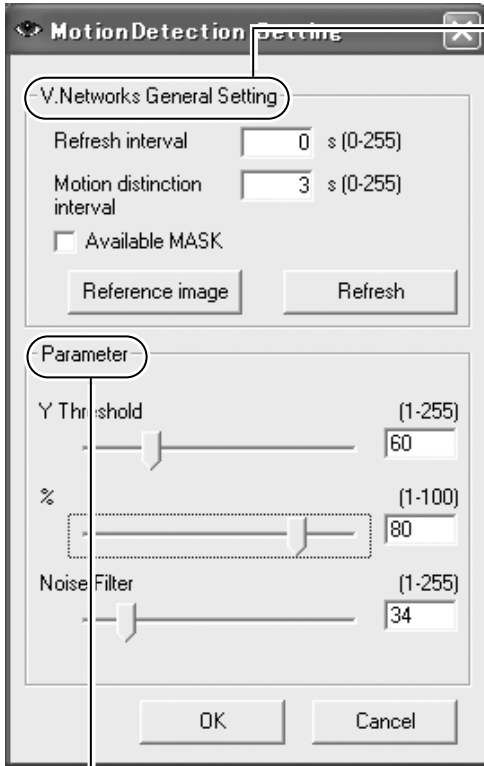 MotionDetection Setting
V.Networks General Setting
Refresh interval 0 s (0-255)
Motion distinction interval 3 s (0-255)
Available MASK
Reference image Refresh
Parameter
Y Threshold (1-255)
60
% (1-100)
80
Noise Filter (1-255)
34
OK Cancel